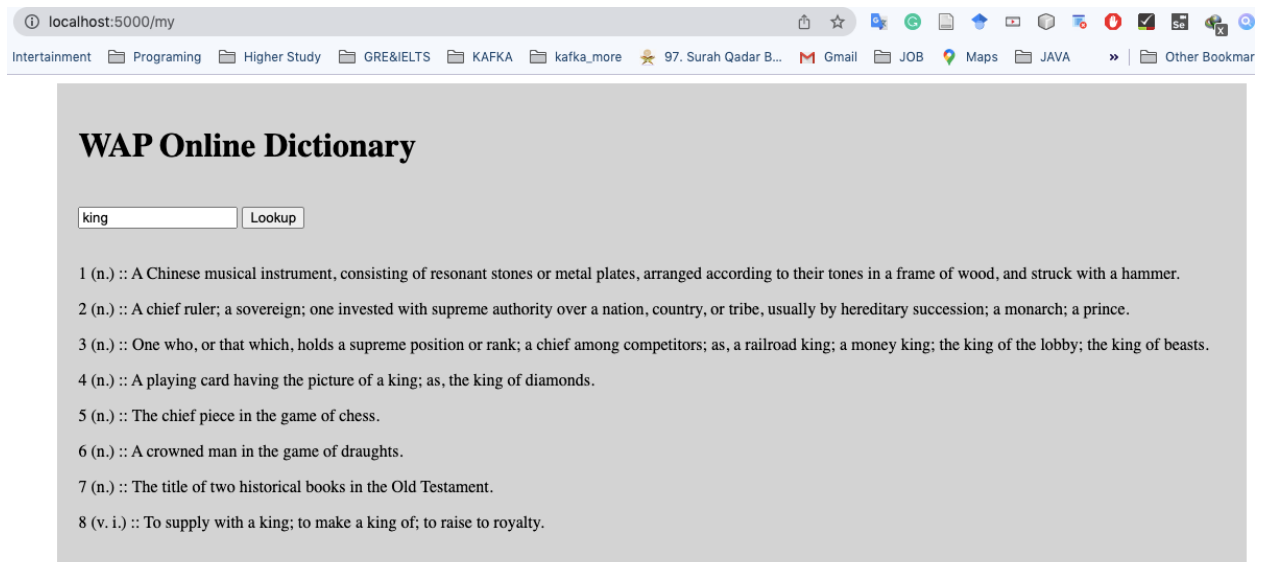 localhost:5000/my
Intertainment Programing Higher Study GRE&IELTS KAFKA kafka_more 97. Surah Qadar B... Gmail JOB Maps JAVA » Other Bookmar
WAP Online Dictionary
king Lookup
1 (n.) :: A Chinese musical instrument, consisting of resonant stones or metal plates, arranged according to their tones in a frame of wood, and struck with a hammer.
2 (n.) :: A chief ruler; a sovereign; one invested with supreme authority over a nation, country, or tribe, usually by hereditary succession; a monarch; a prince.
3 (n.) :: One who, or that which, holds a supreme position or rank; a chief among competitors; as, a railroad king; a money king; the king of the lobby; the king of beasts.
4 (n.) :: A playing card having the picture of a king; as, the king of diamonds.
5 (n.) :: The chief piece in the game of chess.
6 (n.) :: A crowned man in the game of draughts.
7 (n.) :: The title of two historical books in the Old Testament.
8 (v. i.) :: To supply with a king; to make a king of; to raise to royalty.